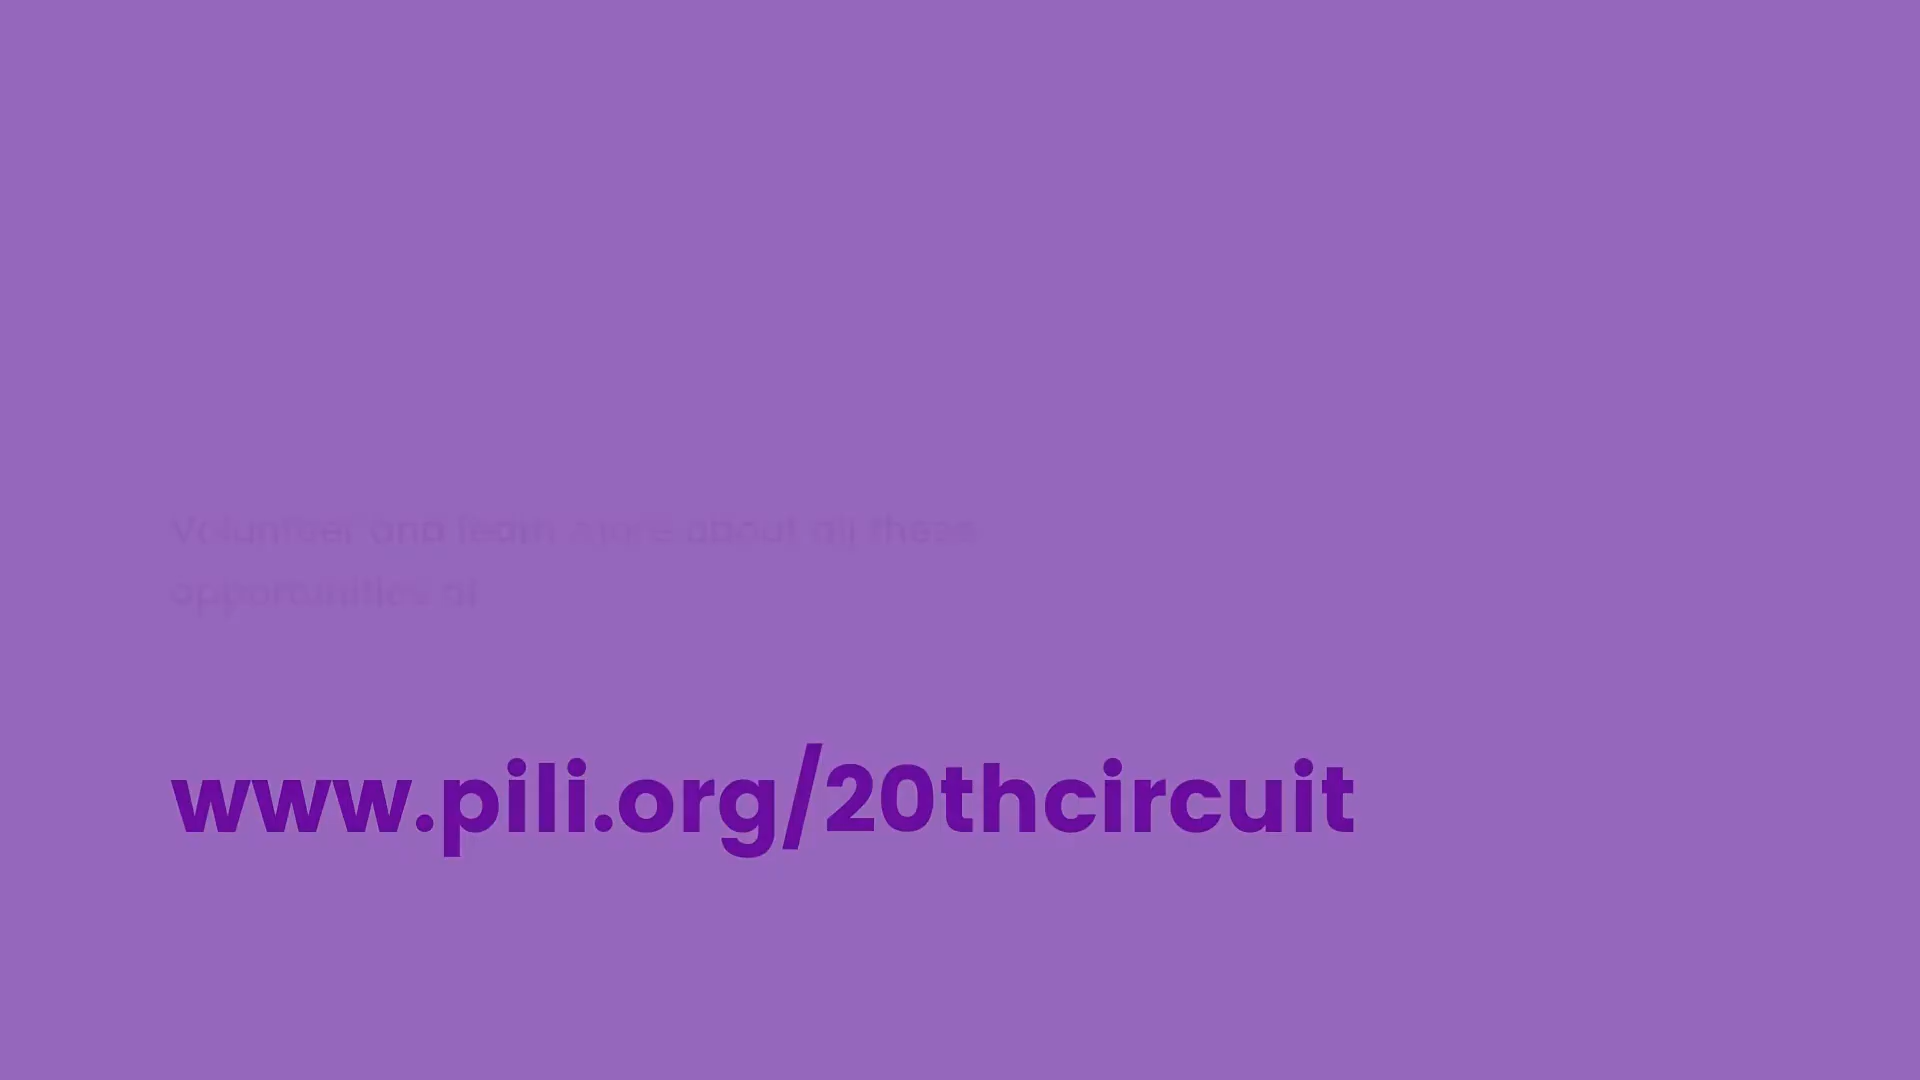 Volunteer and learn more about all these
opportunities at
www.pili.org/20thcircuit